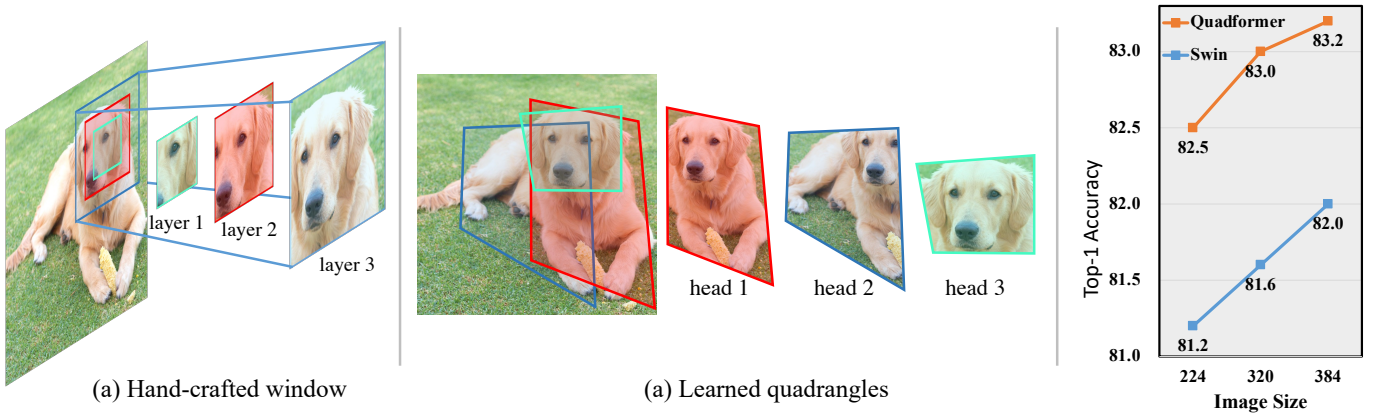 layer 1
layer 2
layer 3
(a) Hand-crafted window
head 1
head 2
head 3
(a) Learned quadrangles
Quadformer
Swin
83.2
83.0
82.5
82.0
81.6
81.2
83.0
82.5
82.0
81.5
81.0
Top-1 Accuracy
224 320 384
Image Size